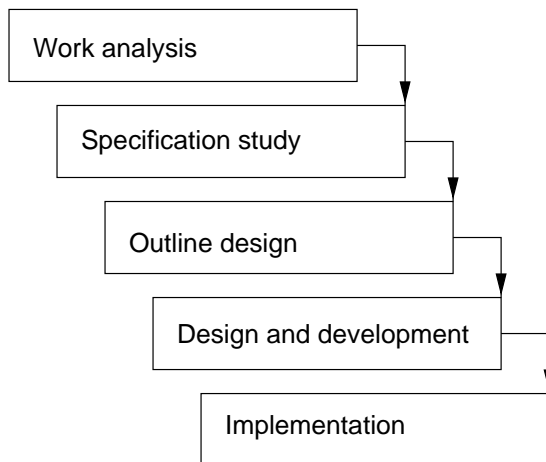 Work analysis
Specification study
Outline design
Design and development
Implementation